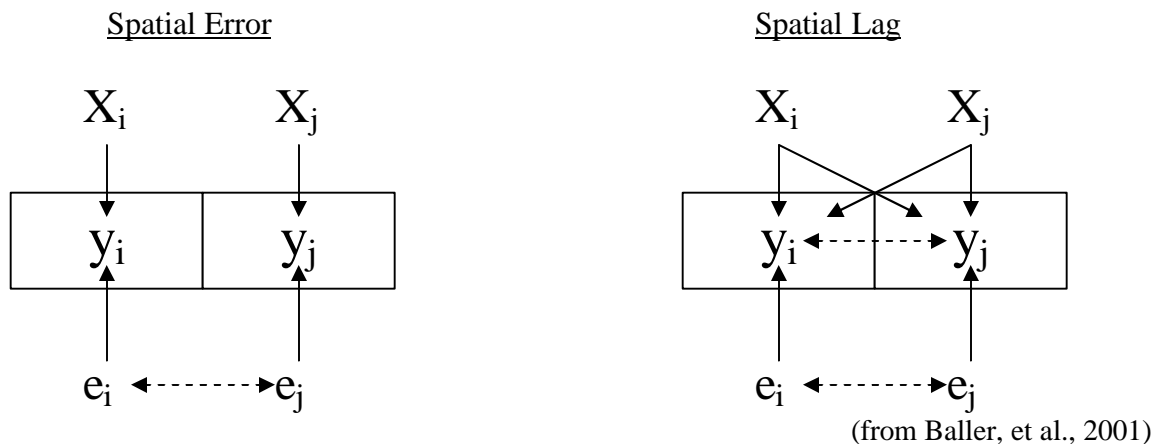 Spatial Error Spatial Lag
Xi Xj Xi Xj
yi yj yi yj
ei ej ei ej
(from Baller, et al., 2001)